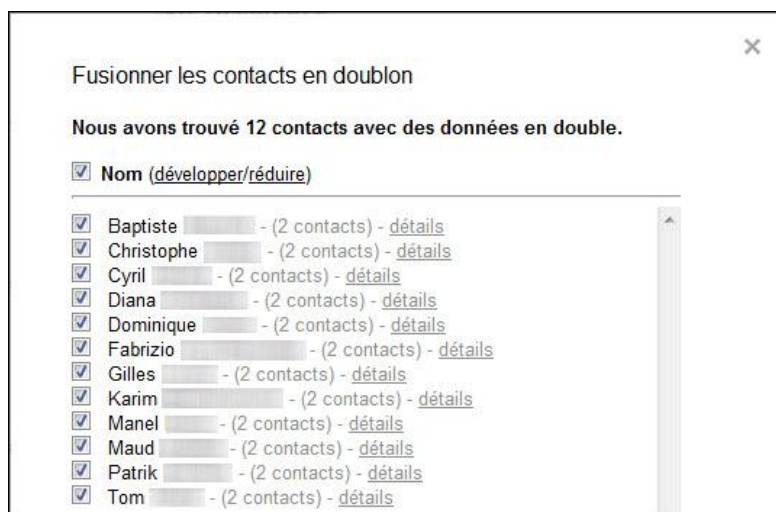 Fusionner les contacts en doublon
Nous avons trouvé 12 contacts avec des données en double.
Nom (développer/réduire)
Baptiste - (2 contacts) - détails
Christophe - (2 contacts) - détails
Cyril - (2 contacts) - détails
Diana - (2 contacts) - détails
Dominique - (2 contacts) - détails
Fabrizio - (2 contacts) - détails
Gilles - (2 contacts) - détails
Karim - (2 contacts) - détails
Manel - (2 contacts) - détails
Maud - (2 contacts) - détails
Patrik - (2 contacts) - détails
Tom - (2 contacts) - détails